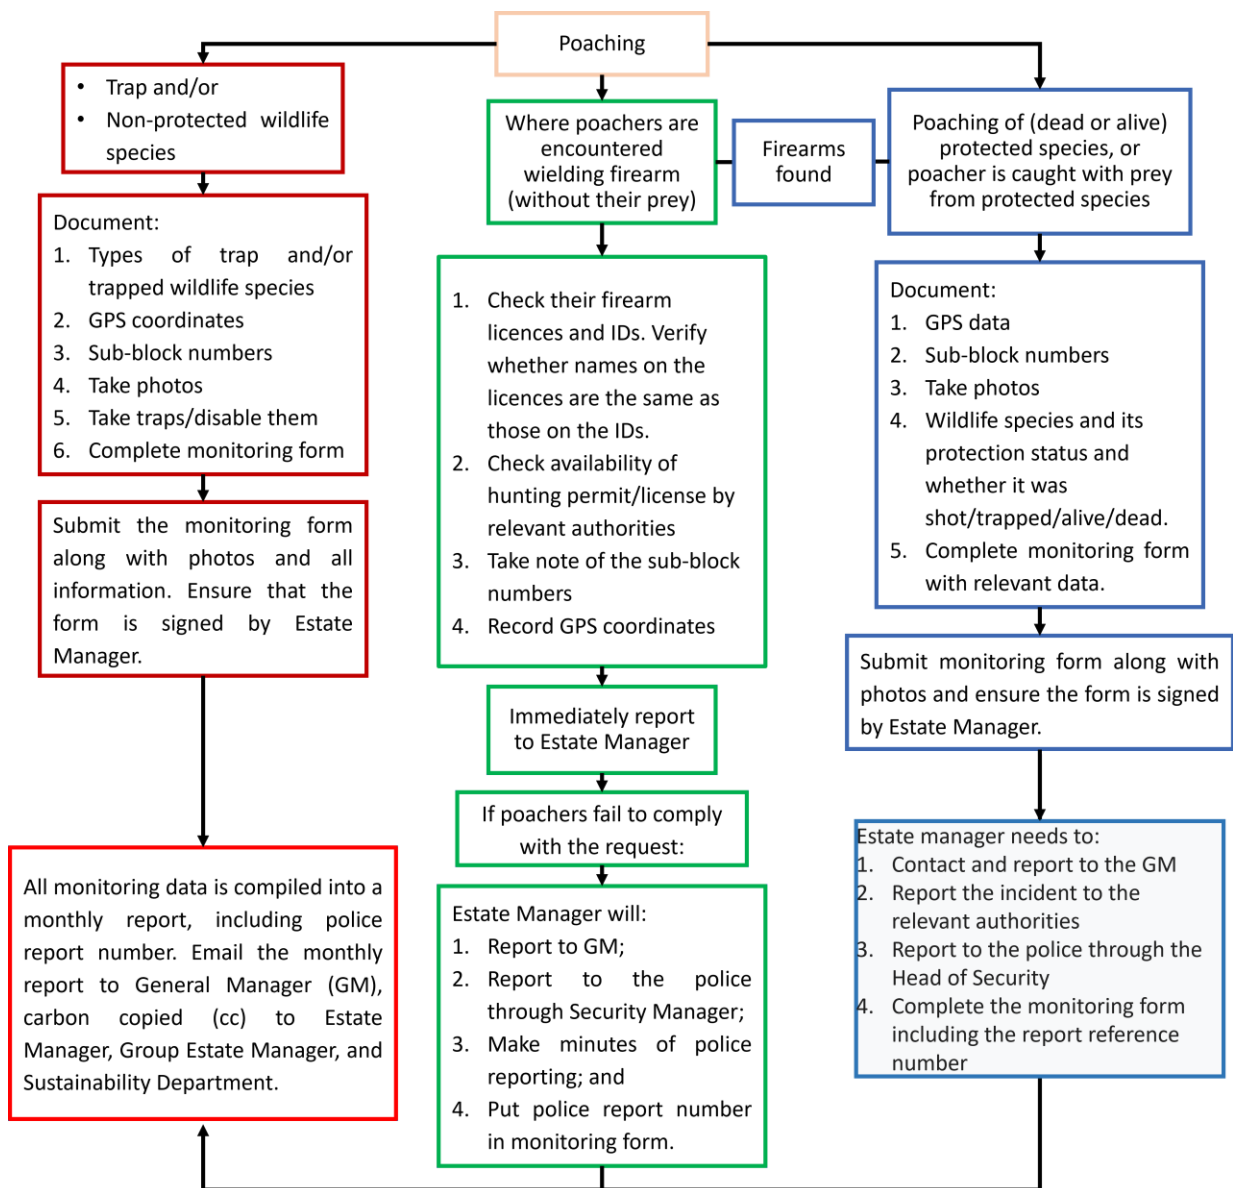 Poaching
• Trap and/or
• Non-protected wildlife
species
Document:
1. Types of trap and/or
trapped wildlife species
2. GPS coordinates
3. Sub-block numbers
4. Take photos
5. Take traps/disable them
6. Complete monitoring form
Submit the monitoring form
along with photos and all
information. Ensure that the
form is signed by Estate
Manager.
All monitoring data is compiled into a
monthly report, including police
report number. Email the monthly
report to General Manager (GM),
carbon copied (cc) to Estate
Manager, Group Estate Manager, and
Sustainability Department.
Where poachers are
encountered
wielding firearm
(without their prey)
1. Check their firearm
licences and IDs. Verify
whether names on the
licences are the same as
those on the IDs.
2. Check availability of
hunting permit/license by
relevant authorities
3. Take note of the sub-block
numbers
4. Record GPS coordinates
Immediately report
to Estate Manager
If poachers fail to comply
with the request:
Estate Manager will:
1. Report to GM;
2. Report to the police
through Security Manager;
3. Make minutes of police
reporting; and
4. Put police report number
in monitoring form.
Firearms
found
Poaching of (dead or alive)
protected species, or
poacher is caught with prey
from protected species
Document:
1. GPS data
2. Sub-block numbers
3. Take photos
4. Wildlife species and its
protection status and
whether it was
shot/trapped/alive/dead.
5. Complete monitoring form
with relevant data.
Submit monitoring form along with
photos and ensure the form is signed
by Estate Manager.
Estate manager needs to:
1. Contact and report to the GM
2. Report the incident to the
relevant authorities
3. Report to the police through the
Head of Security
4. Complete the monitoring form
including the report reference
number